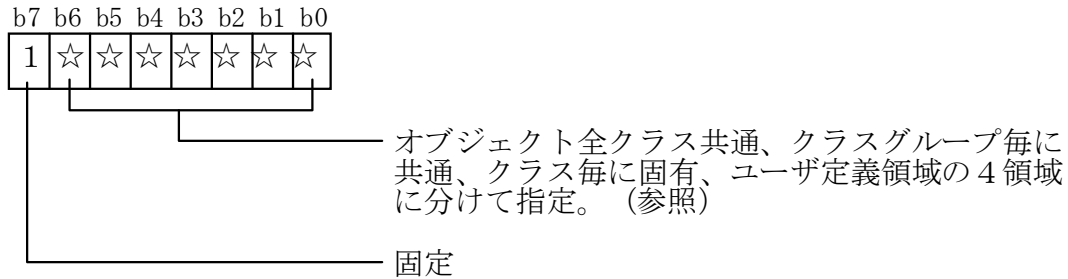 b7 b6 b5 b4 b3 b2 b1 b0
1 ☆ ☆ ☆ ☆ ☆ ☆ ☆
オブジェクト全クラス共通、クラスグループ毎に
共通、クラス毎に固有、ユーザ定義領域の４領域
に分けて指定。（参照）
固定